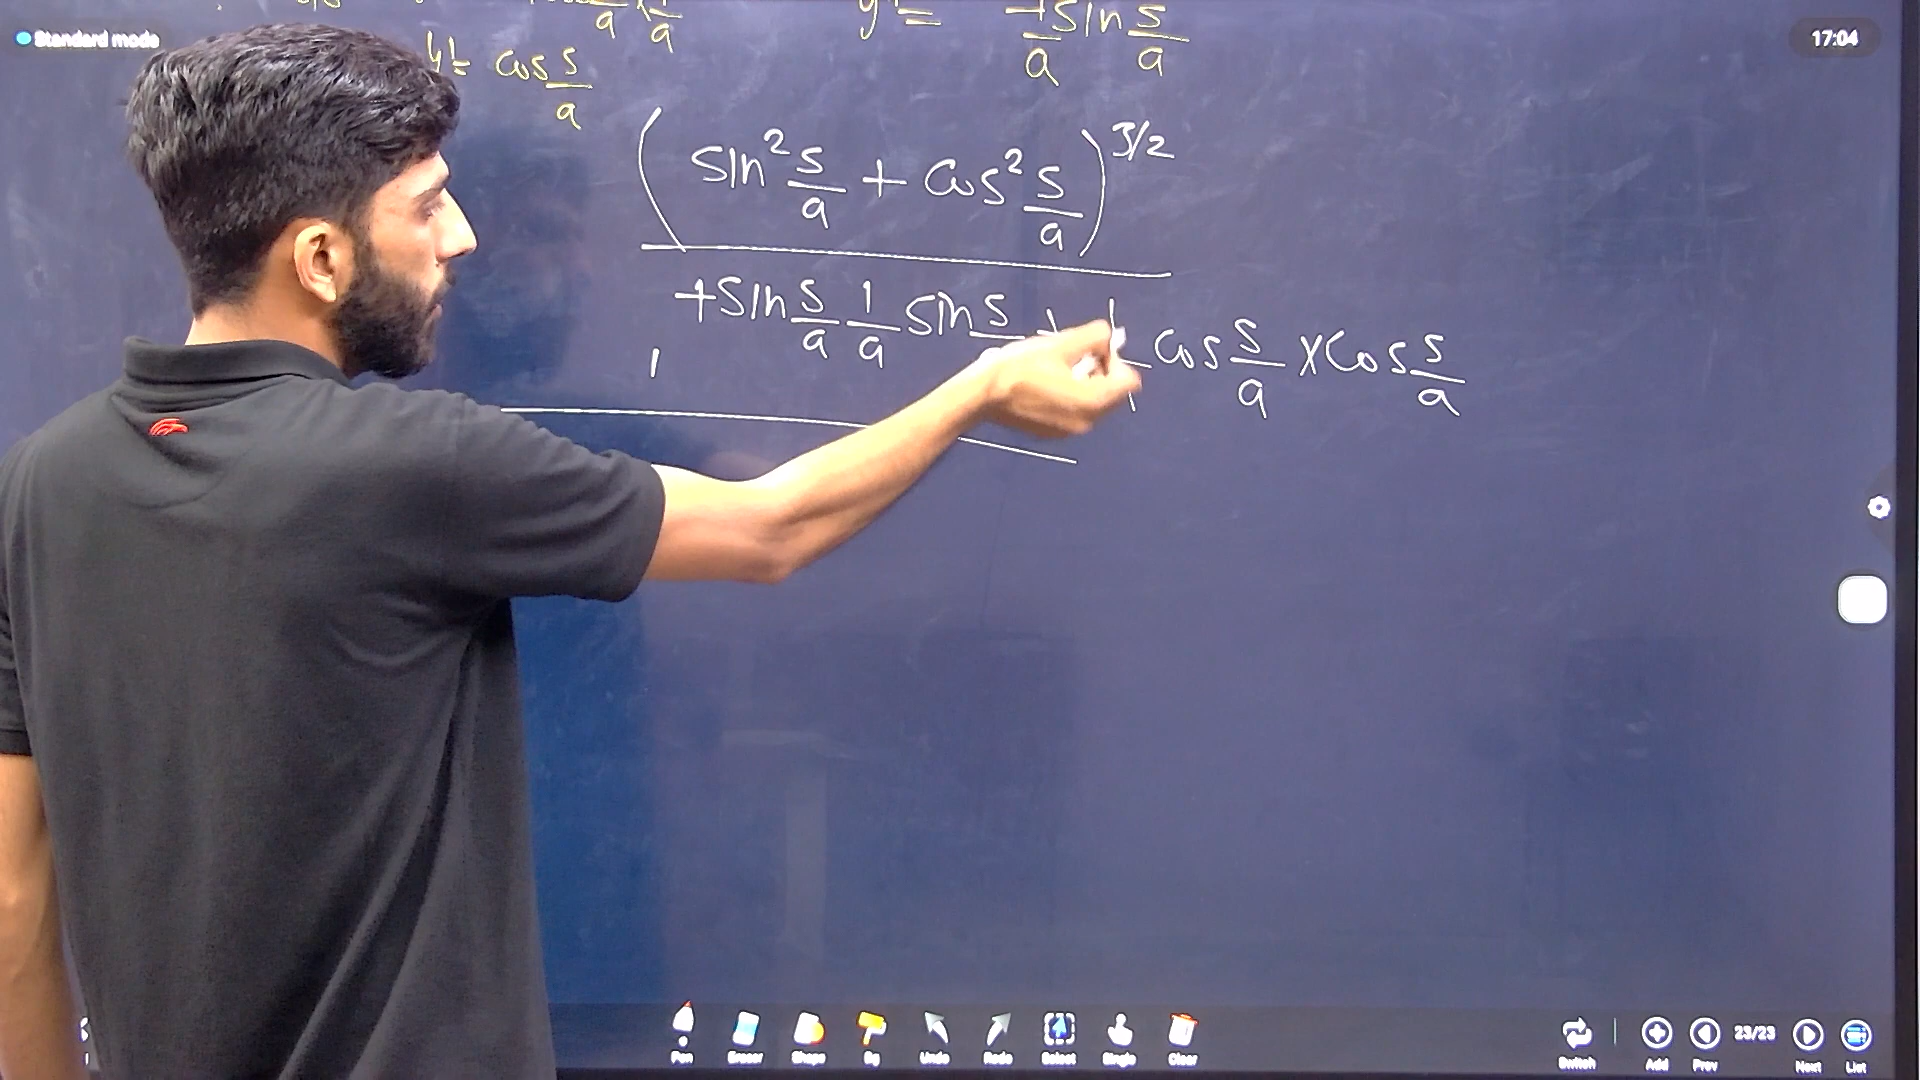 Standard mode
17:04
a a
y" = + sin s
a a
y' = cos s
a
( sin² s/a + cos² s/a )^3/2
+ sin s/a 1/a sin s + 1 cos s/a × cos s/a
1
Pen Eraser Shape Bg Undo Redo Select Single Clear
Switch Add Prev 23/23 Next List